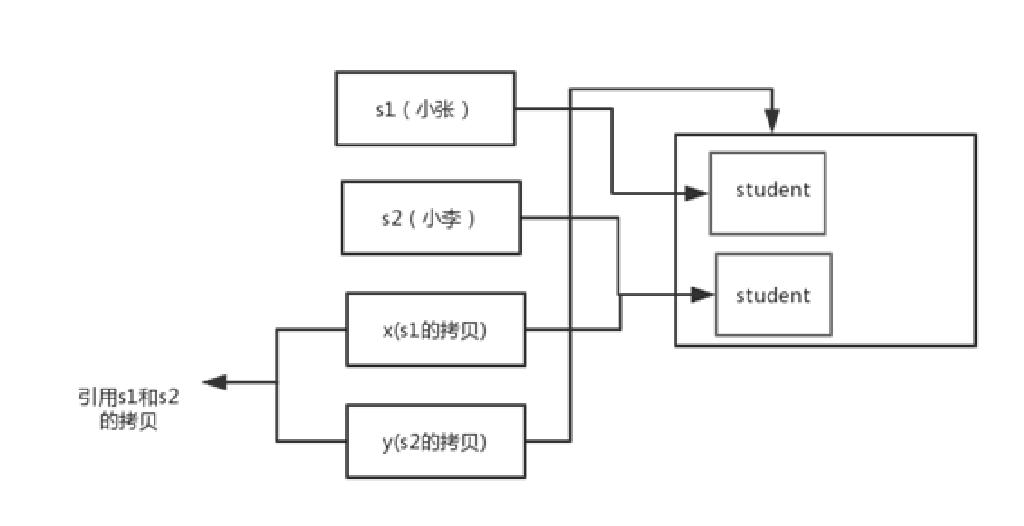 s1（小张）
student
s2（小李）
student
x(s1的拷贝)
引用s1和s2
的拷贝
y(s2的拷贝)